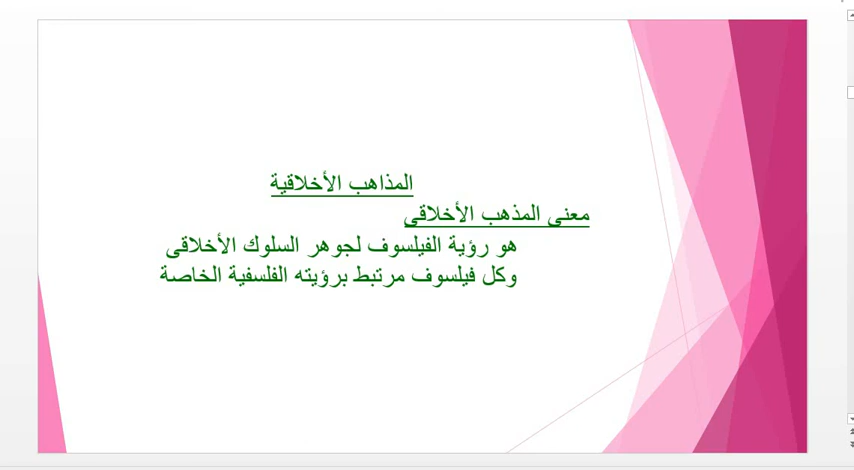 المذاهب الأخلاقية
معنى المذهب الأخلاقى
هو رؤية الفيلسوف لجوهر السلوك الأخلاقى
وكل فيلسوف مرتبط برؤيته الفلسفية الخاصة